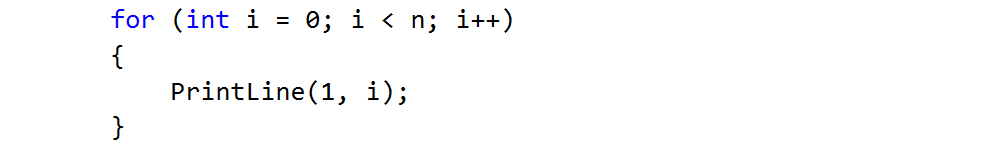 for (int i = 0; i < n; i++)
{
    PrintLine(1, i);
}